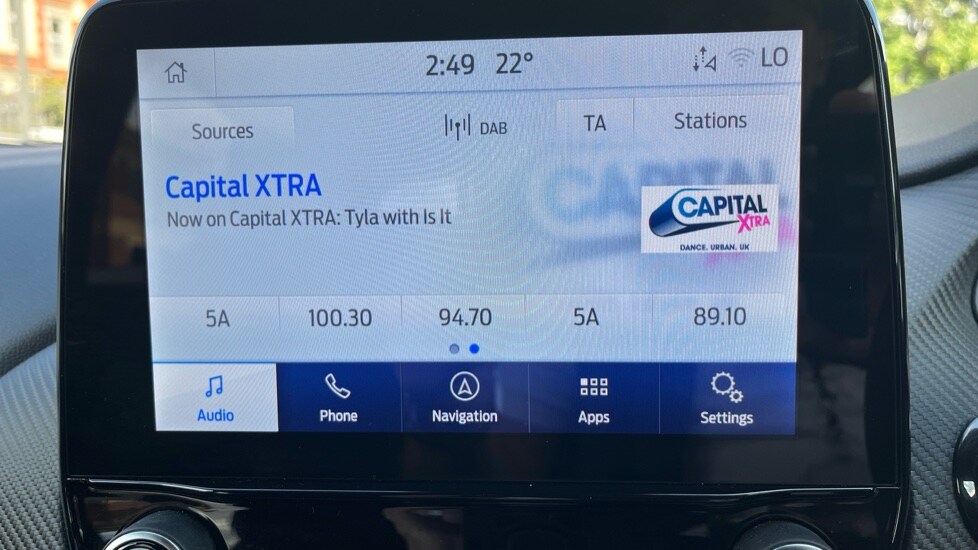 2:49 22° LO
Sources DAB TA Stations
Capital XTRA
Now on Capital XTRA: Tyla with Is It
CAPITAL
XTRA
DANCE. URBAN. UK
5A 100.30 94.70 5A 89.10
Audio Phone Navigation Apps Settings